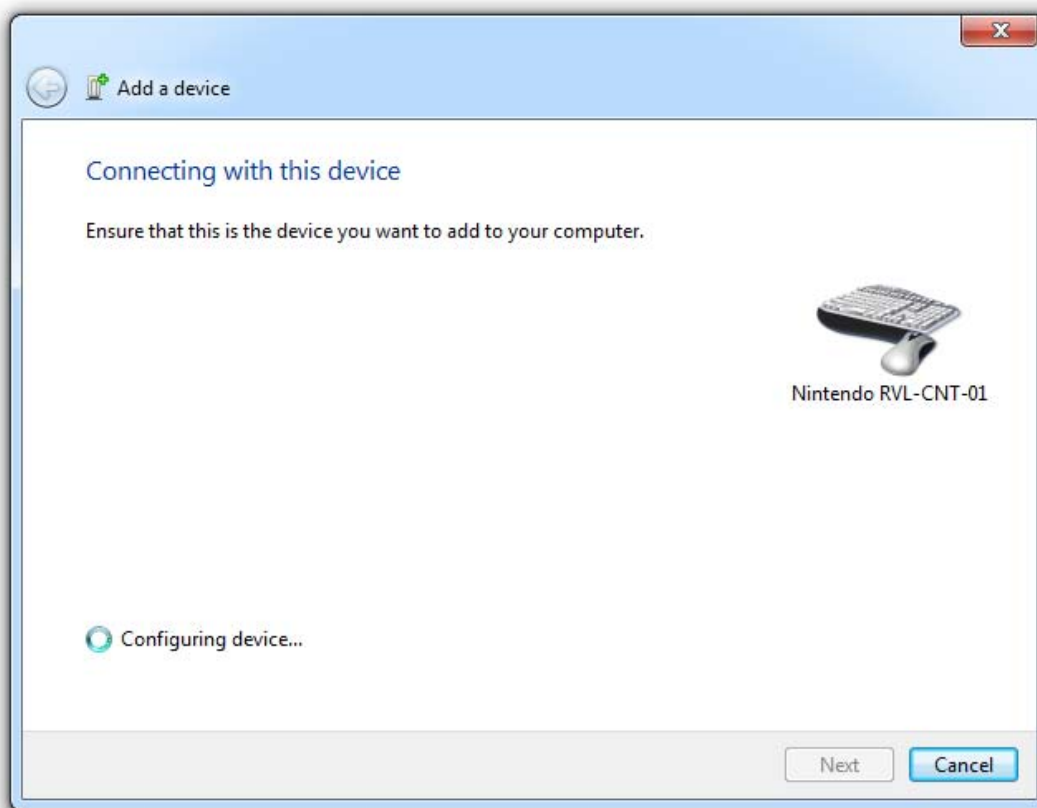 Add a device
Connecting with this device
Ensure that this is the device you want to add to your computer.
Nintendo RVL-CNT-01
Configuring device...
Next
Cancel